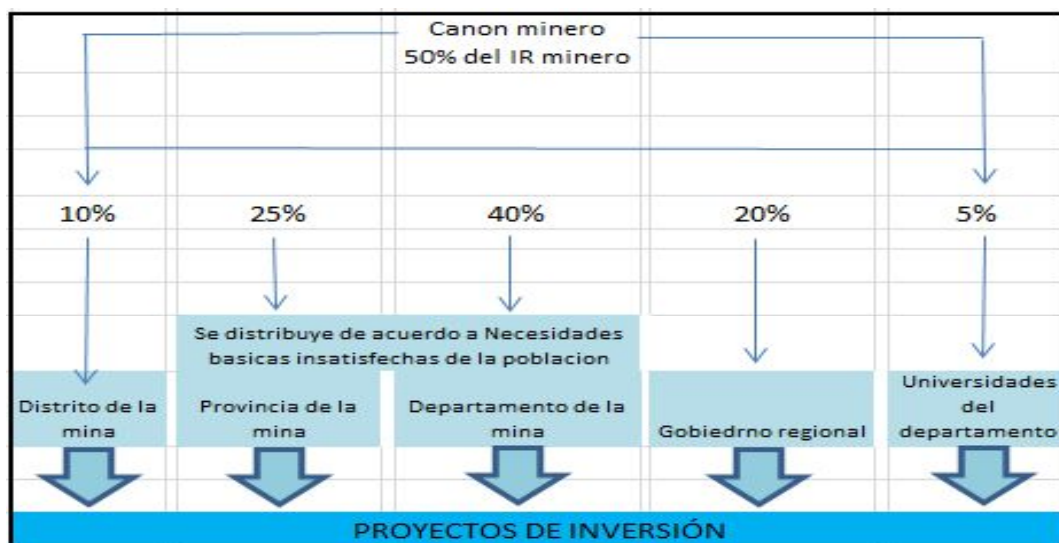 Canon minero
50% del IR minero
10%
25%
40%
20%
5%
Se distribuye de acuerdo a Necesidades
basicas insatisfechas de la poblacion
Distrito de la
mina
Provincia de la
mina
Departamento de la
mina
Gobiedrno regional
Universidades
del
departamento
PROYECTOS DE INVERSIÓN